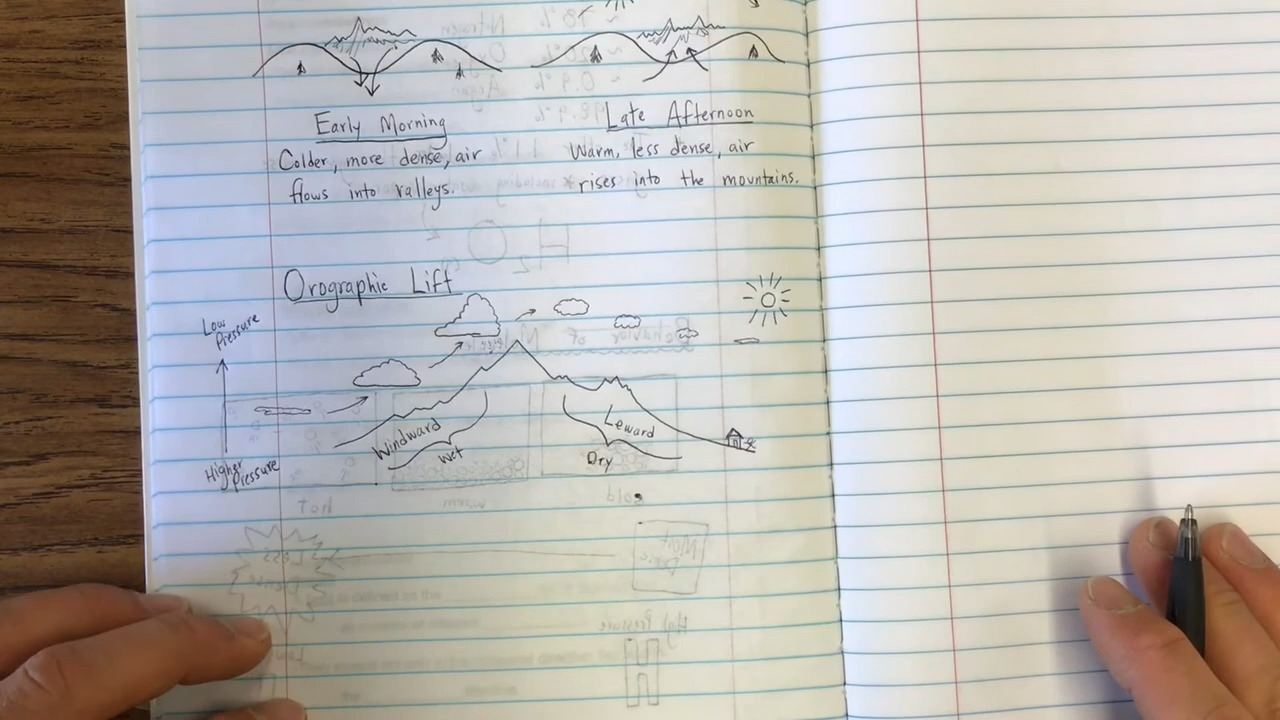 Early Morning
Colder, more dense, air
flows into valleys.
Late Afternoon
Warm, less dense, air
rises into the mountains.
Orographic Lift
Low
Pressure
Higher
Pressure
Windward
Wet
Leward
Dry